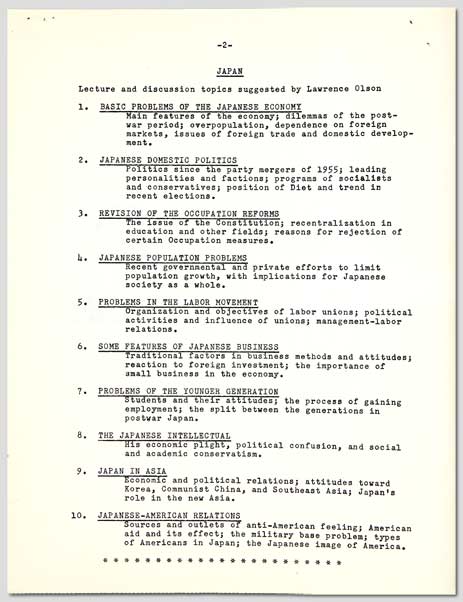 -2-
JAPAN
Lecture and discussion topics suggested by Lawrence Olson
1. BASIC PROBLEMS OF THE JAPANESE ECONOMY
Main features of the economy; dilemmas of the post-
war period; overpopulation, dependence on foreign
markets, issues of foreign trade and domestic develop-
ment.
2. JAPANESE DOMESTIC POLITICS
Politics since the party mergers of 1955; leading
personalities and factions; programs of socialists
and conservatives; position of Diet and trend in
recent elections.
3. REVISION OF THE OCCUPATION REFORMS
The issue of the Constitution; recentralization in
education and other fields; reasons for rejection of
certain Occupation measures.
4. JAPANESE POPULATION PROBLEMS
Recent governmental and private efforts to limit
population growth, with implications for Japanese
society as a whole.
5. PROBLEMS IN THE LABOR MOVEMENT
Organization and objectives of labor unions; political
activities and influence of unions; management-labor
relations.
6. SOME FEATURES OF JAPANESE BUSINESS
Traditional factors in business methods and attitudes;
reaction to foreign investment; the importance of
small business in the economy.
7. PROBLEMS OF THE YOUNGER GENERATION
Students and their attitudes; the process of gaining
employment; the split between the generations in
postwar Japan.
8. THE JAPANESE INTELLECTUAL
His economic plight, political confusion, and social
and academic conservatism.
9. JAPAN IN ASIA
Economic and political relations; attitudes toward
Korea, Communist China, and Southeast Asia; Japan's
role in the new Asia.
10. JAPANESE-AMERICAN RELATIONS
Sources and outlets of anti-American feeling; American
aid and its effect; the military base problem; types
of Americans in Japan; the Japanese image of America.
* * * * * * * * * * * * * * * * * * * * * * *